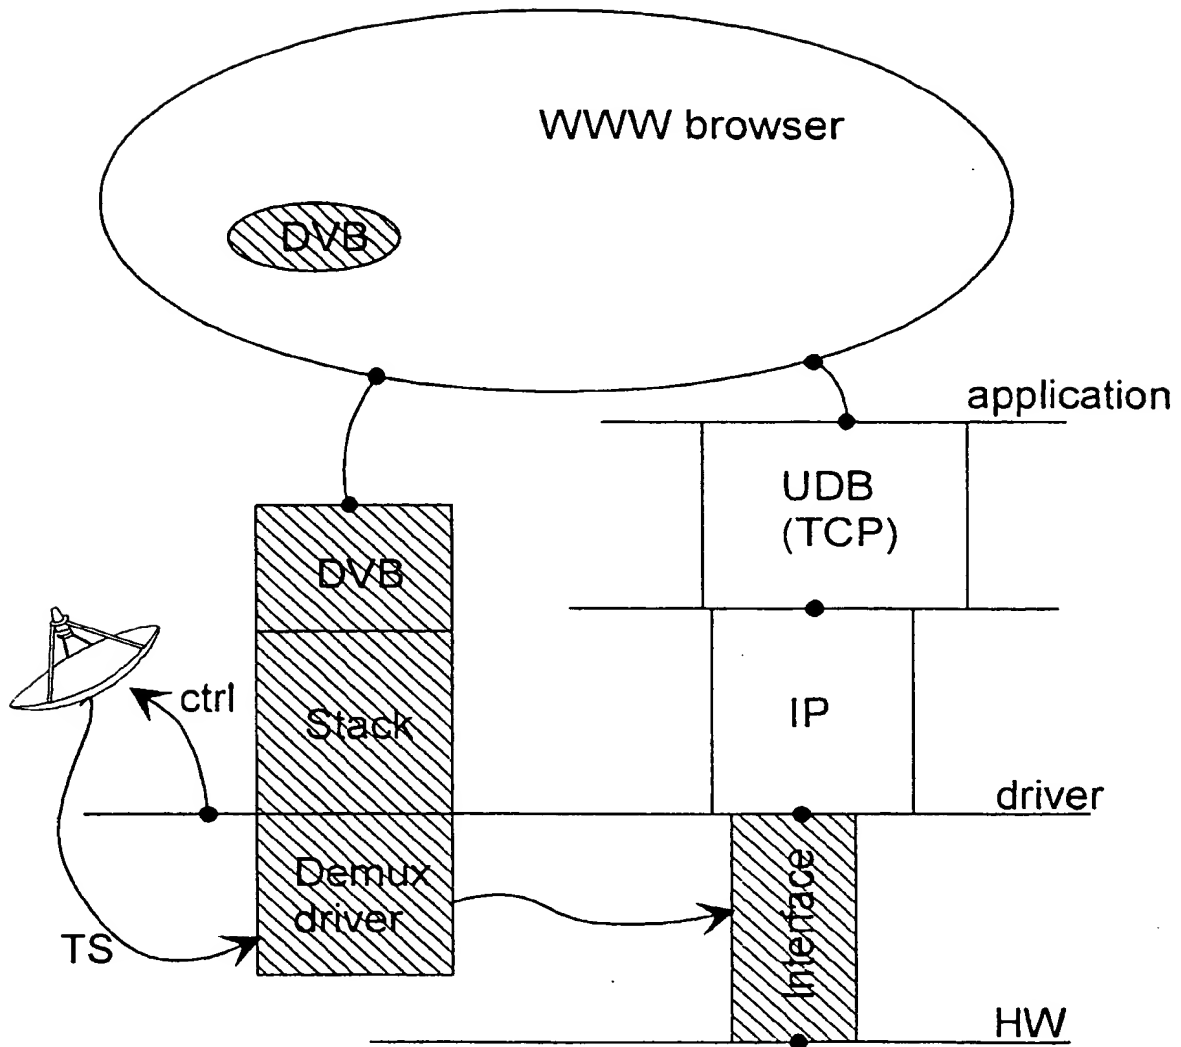 WWW browser
DVB
application
UDB
(TCP)
DVB
ctrl
Stack
IP
driver
Demux
driver
Interface
TS
HW